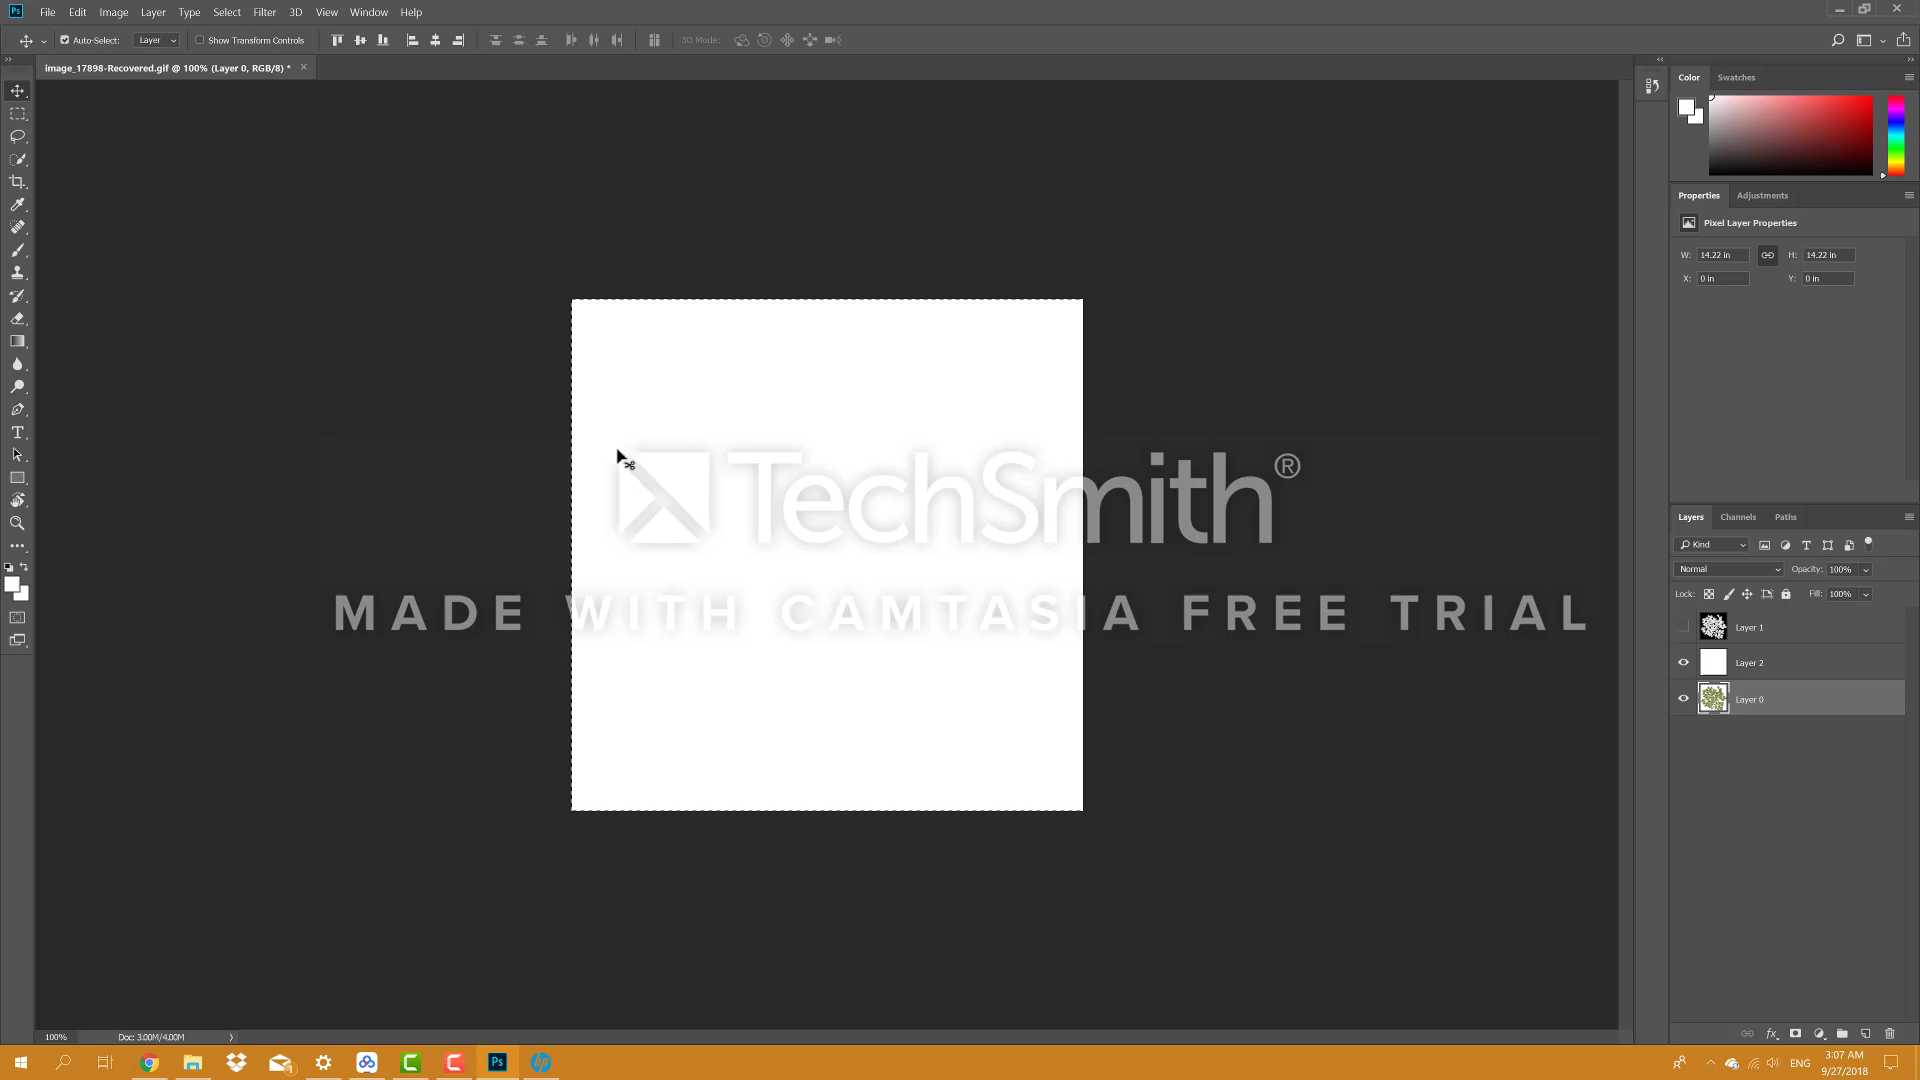 Ps File Edit Image Layer Type Select Filter 3D View Window Help
Auto-Select: Layer Show Transform Controls 3D Mode:
image_17898-Recovered.gif @ 100% (Layer 0, RGB/8) *
Color Swatches
Properties Adjustments
Pixel Layer Properties
W: 14.22 in H: 14.22 in
X: 0 in Y: 0 in
TechSmith®
MADE WITH CAMTASIA FREE TRIAL
Layers Channels Paths
Kind
Normal Opacity: 100%
Lock: Fill: 100%
Layer 1
Layer 2
Layer 0
100% Doc: 3.00M/4.00M
Ps ENG 3:07 AM
9/27/2018